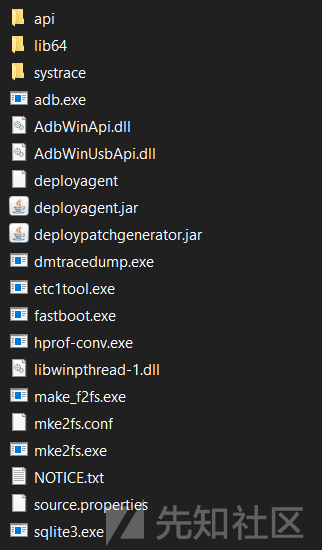 api
lib64
systrace
adb.exe
AdbWinApi.dll
AdbWinUsbApi.dll
deployagent
deployagent.jar
deploypatchgenerator.jar
dmtracedump.exe
etc1tool.exe
fastboot.exe
hprof-conv.exe
libwinpthread-1.dll
make_f2fs.exe
mke2fs.conf
mke2fs.exe
NOTICE.txt
source.properties
sqlite3.exe
先知社区